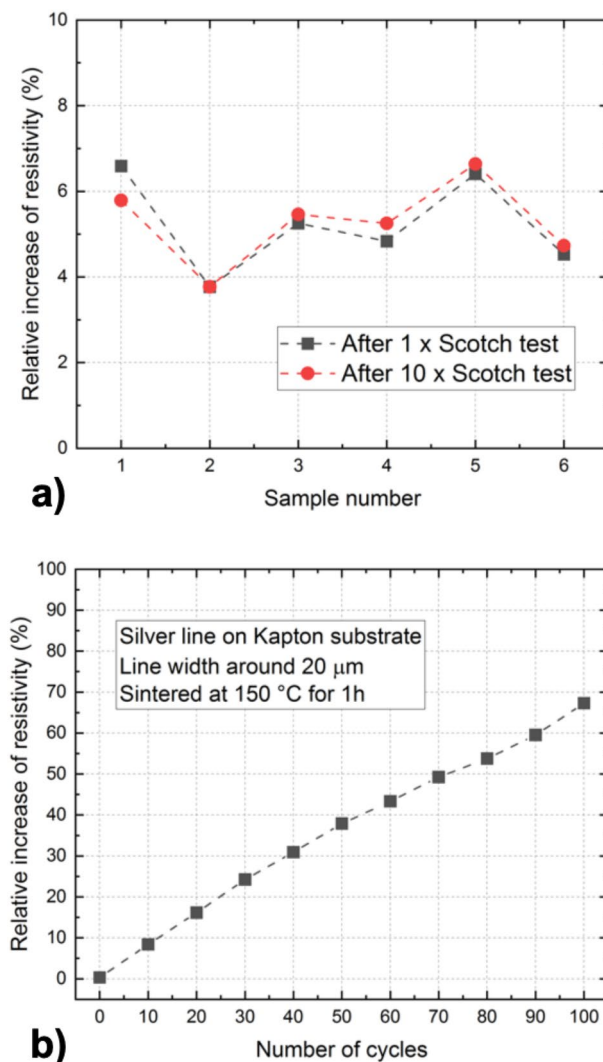 10
8
6
4
2
0
Relative increase of resistivity (%)
After 1 x Scotch test
After 10 x Scotch test
1 2 3 4 5 6
Sample number
a)
100
90
80
70
60
50
40
30
20
10
0
Relative increase of resistivity (%)
Silver line on Kapton substrate
Line width around 20 μm
Sintered at 150 °C for 1h
0 10 20 30 40 50 60 70 80 90 100
Number of cycles
b)